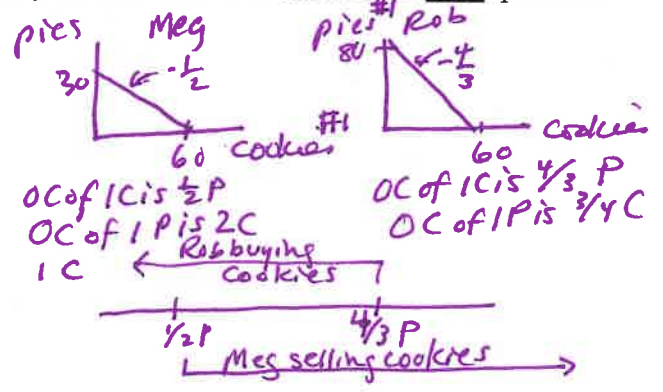 pies Meg
30
-1/2
60 cookies #1
OC of 1C is 1/2 P
OC of 1 P is 2C
pies #1 Rob
80
-4/3
60 cookies
OC of 1C is 4/3 P
OC of 1P is 3/4 C
Rob buying
1 C cookies
1/2 P 4/3 P
Meg selling cookies